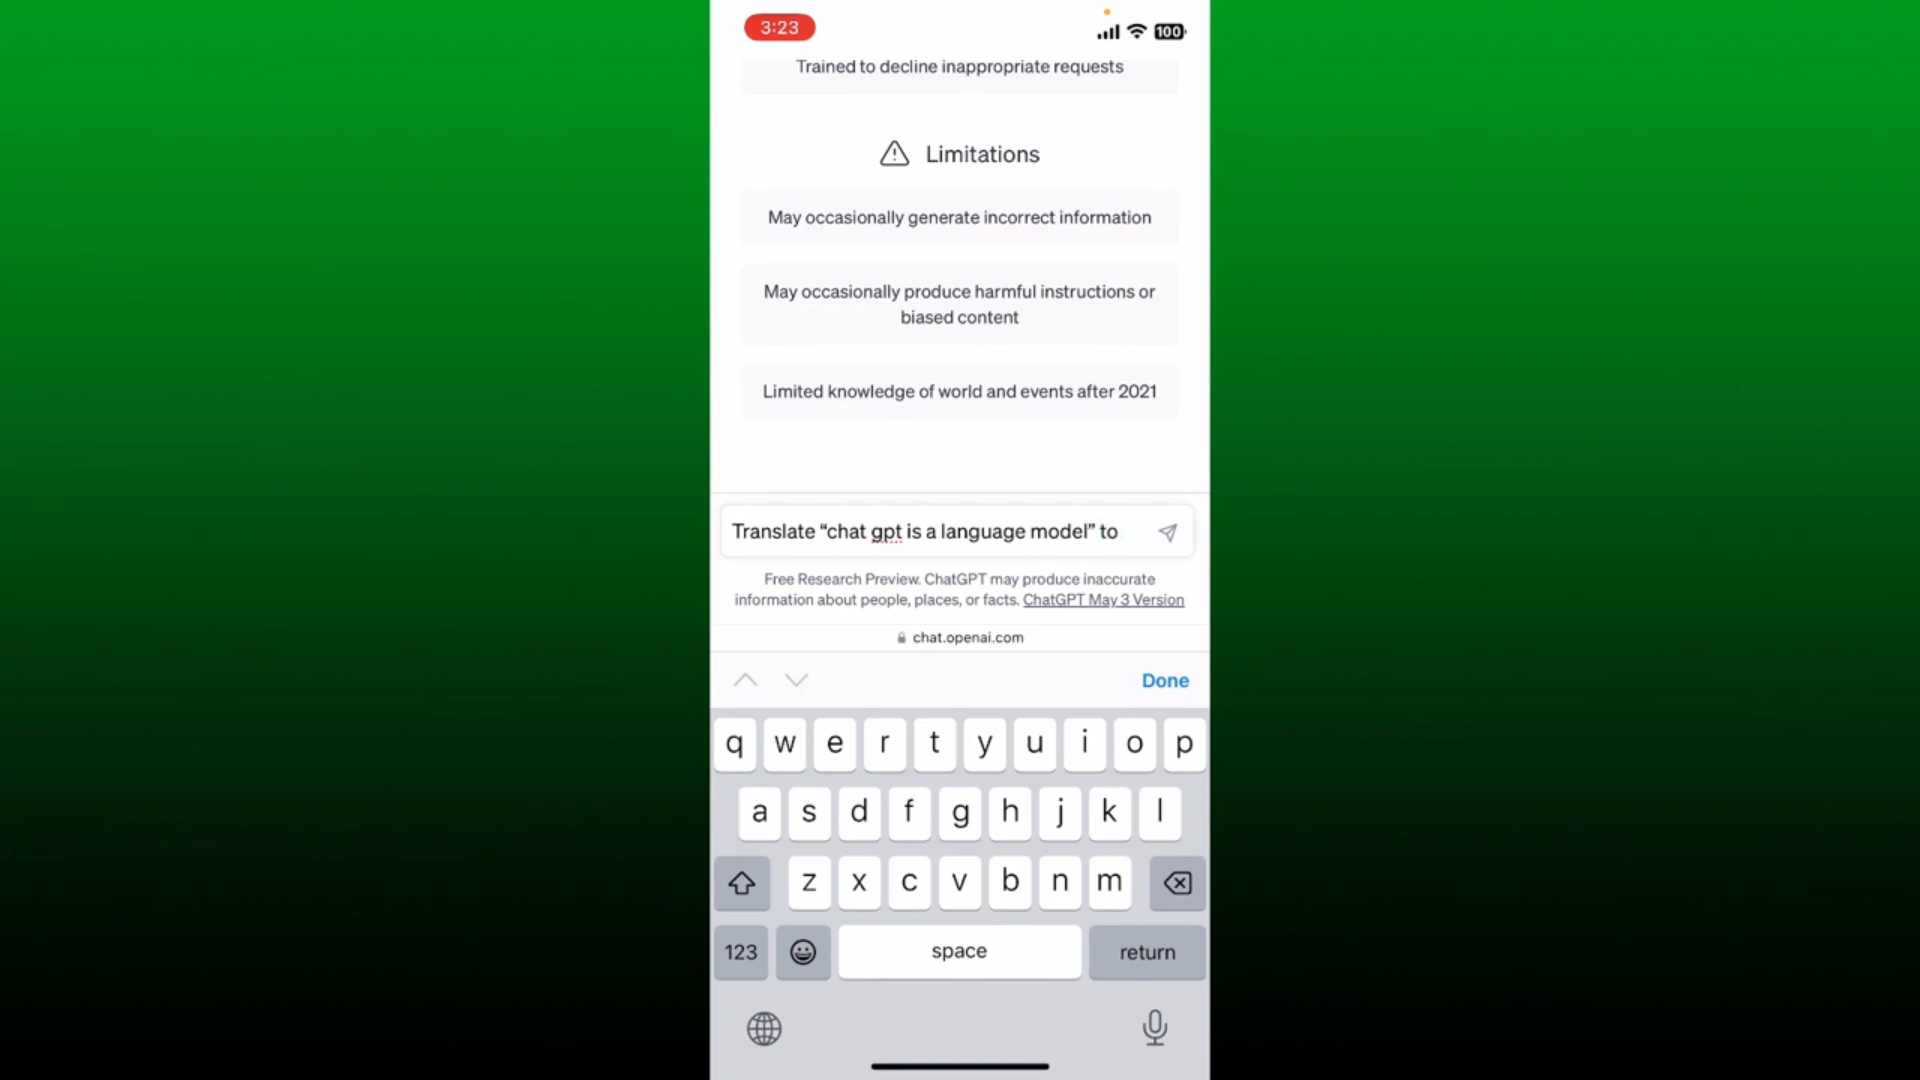 3:23
100
Trained to decline inappropriate requests
Limitations
May occasionally generate incorrect information
May occasionally produce harmful instructions or
biased content
Limited knowledge of world and events after 2021
Translate “chat gpt is a language model” to
Free Research Preview. ChatGPT may produce inaccurate
information about people, places, or facts. ChatGPT May 3 Version
chat.openai.com
Done
q w e r t y u i o p
a s d f g h j k l
z x c v b n m
123 space return